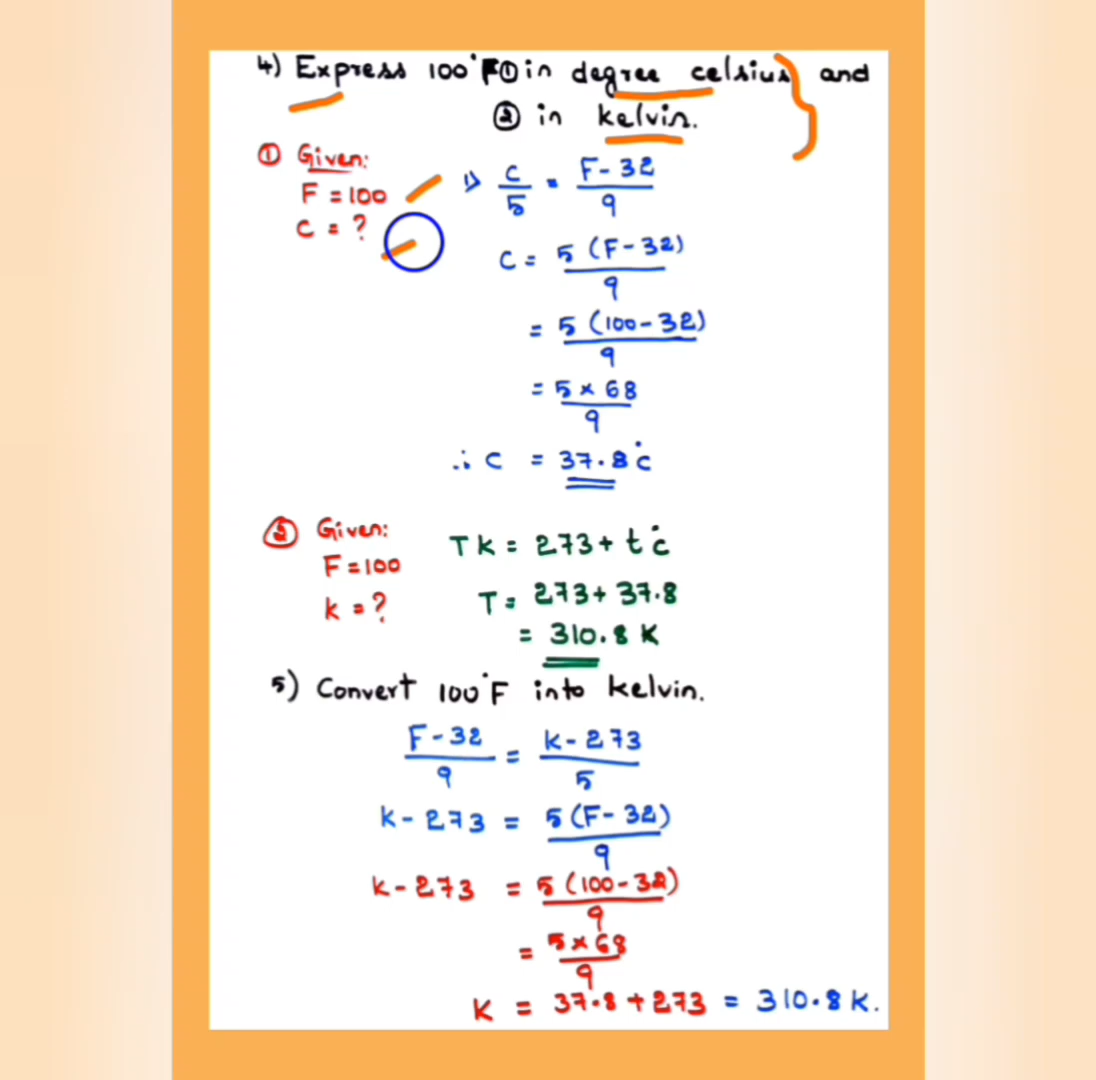 4) Express 100°F ① in degree celsius and
② in kelvin.
① Given:
F = 100
C = ?
1) C/5 = F-32/9
C = 5 (F-32)/9
= 5 (100-32)/9
= 5 × 68/9
∴ C = 37.8°c
② Given:
F = 100
k = ?
TK = 273 + t°c
T = 273 + 37.8
= 310.8 K
5) Convert 100°F into kelvin.
F-32/9 = k-273/5
k-273 = 5 (F-32)/9
k-273 = 5 (100-32)/9
= 5×68/9
K = 37.8 + 273 = 310.8 k.